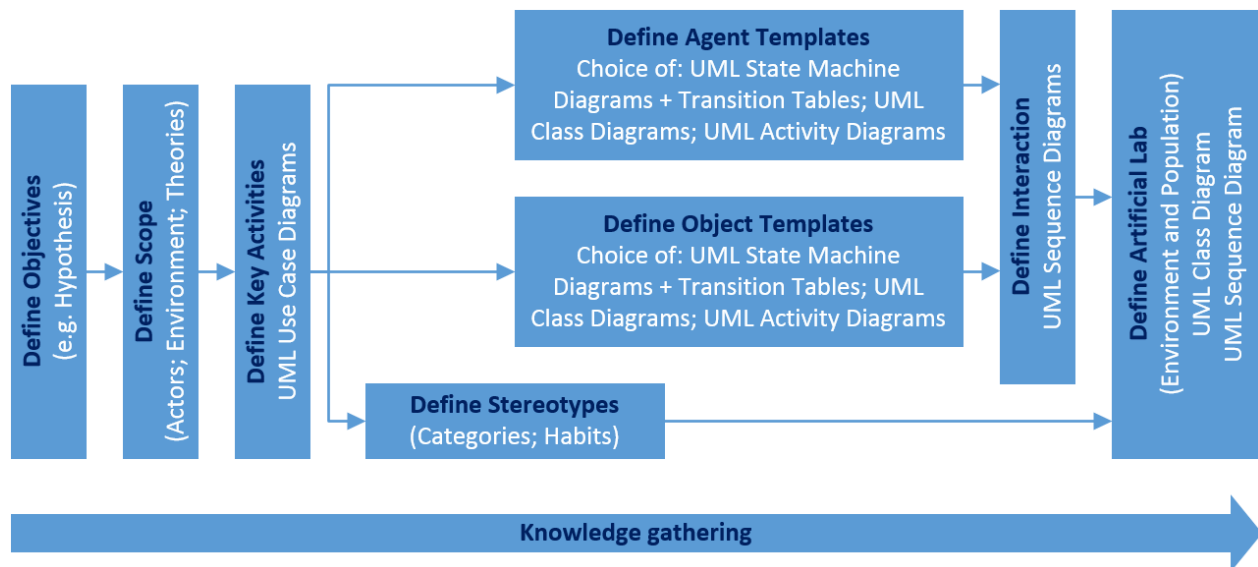 Define Objectives
(e.g. Hypothesis)
Define Scope
(Actors; Environment; Theories)
Define Key Activities
UML Use Case Diagrams
Define Agent Templates
Choice of: UML State Machine
Diagrams + Transition Tables; UML
Class Diagrams; UML Activity Diagrams
Define Object Templates
Choice of: UML State Machine
Diagrams + Transition Tables; UML
Class Diagrams; UML Activity Diagrams
Define Stereotypes
(Categories; Habits)
Define Interaction
UML Sequence Diagrams
Define Artificial Lab
(Environment and Population)
UML Class Diagram
UML Sequence Diagram
Knowledge gathering